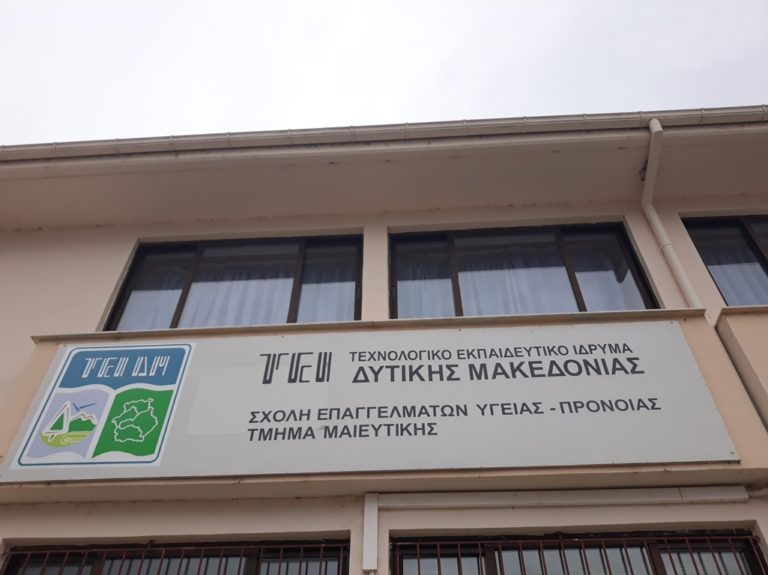 ΤΕΙ ΔΜ
ΤΕΙ ΤΕΧΝΟΛΟΓΙΚΟ ΕΚΠΑΙΔΕΥΤΙΚΟ ΙΔΡΥΜΑ
ΔΥΤΙΚΗΣ ΜΑΚΕΔΟΝΙΑΣ
ΣΧΟΛΗ ΕΠΑΓΓΕΛΜΑΤΩΝ ΥΓΕΙΑΣ - ΠΡΟΝΟΙΑΣ
ΤΜΗΜΑ ΜΑΙΕΥΤΙΚΗΣ